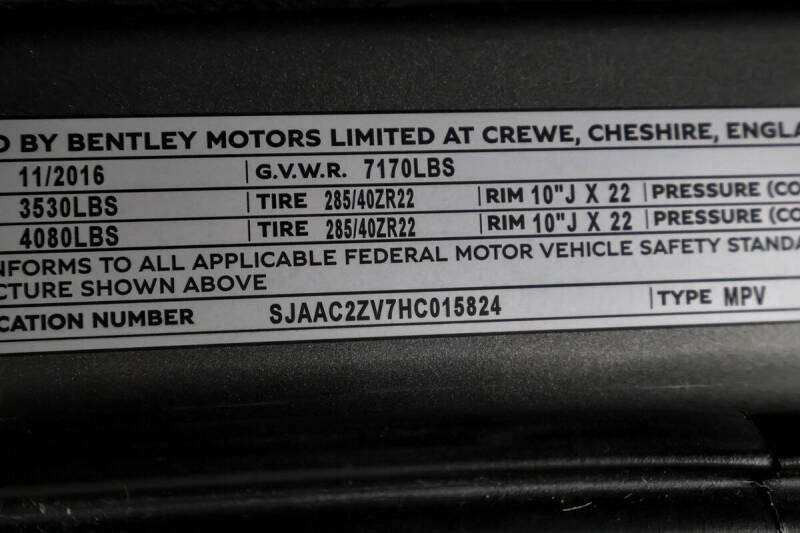 D BY BENTLEY MOTORS LIMITED AT CREWE, CHESHIRE, ENGLA
11/2016 G.V.W.R. 7170LBS
3530LBS TIRE 285/40ZR22 RIM 10"J X 22 PRESSURE (CO
4080LBS TIRE 285/40ZR22 RIM 10"J X 22 PRESSURE (CO
NFORMS TO ALL APPLICABLE FEDERAL MOTOR VEHICLE SAFETY STANDA
CTURE SHOWN ABOVE
CATION NUMBER SJAAC2ZV7HC015824 TYPE MPV